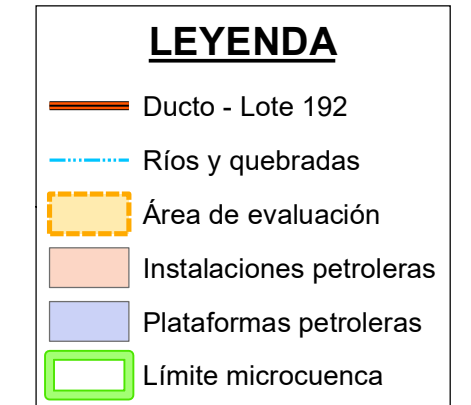 LEYENDA
Ducto - Lote 192
Ríos y quebradas
Área de evaluación
Instalaciones petroleras
Plataformas petroleras
Límite microcuenca